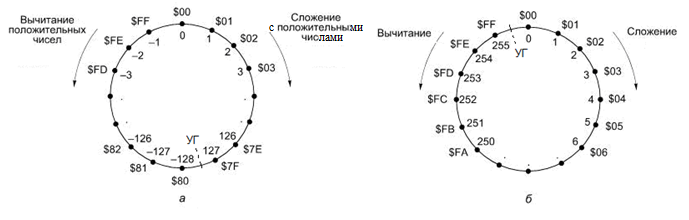 Вычитание
положительных
чисел
$FF
$00
$01
$FE
–1
0
1
$02
–2
2
$FD
–3
3
$03
Сложение
с положительными
числами
–126
УГ
126
$82
–127
–128
127
$7E
$81
$80
$7F
а
Вычитание
$FF
$00
$01
$FE
255
УГ
0
1
$02
254
2
$FD
253
3
$03
$FC
252
4
$04
$FB
251
5
$05
$FA
250
6
$06
Сложение
б